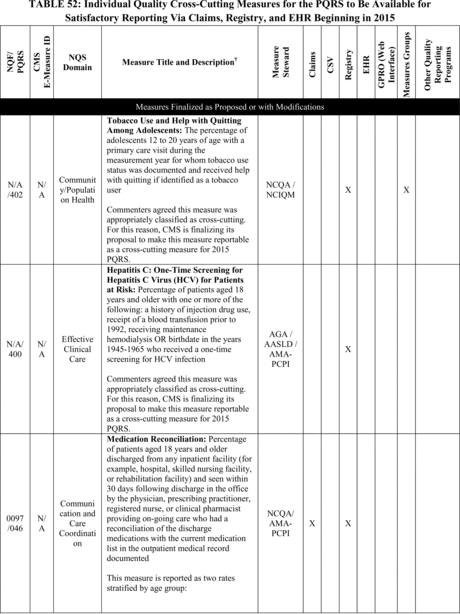 TABLE 52: Individual Quality Cross-Cutting Measures for the PQRS to Be Available for
Satisfactory Reporting Via Claims, Registry, and EHR Beginning in 2015
NQF/
PQRS
CMS
E-Measure ID
NQS
Domain
Measure Title and Description¥
Measure
Steward
Claims
CSV
Registry
EHR
GPRO (Web
Interface)
Measures Groups
Other Quality
Reporting
Programs
Measures Finalized as Proposed or with Modifications
N/A
/402
N/
A
Communit
y/Populati
on Health
Tobacco Use and Help with Quitting
Among Adolescents: The percentage of
adolescents 12 to 20 years of age with a
primary care visit during the
measurement year for whom tobacco use
status was documented and received help
with quitting if identified as a tobacco
user
Commenters agreed this measure was
appropriately classified as cross-cutting.
For this reason, CMS is finalizing its
proposal to make this measure reportable
as a cross-cutting measure for 2015
PQRS.
NCQA /
NCIQM
X
X
N/A/
400
N/
A
Effective
Clinical
Care
Hepatitis C: One-Time Screening for
Hepatitis C Virus (HCV) for Patients
at Risk: Percentage of patients aged 18
years and older with one or more of the
following: a history of injection drug use,
receipt of a blood transfusion prior to
1992, receiving maintenance
hemodialysis OR birthdate in the years
1945-1965 who received a one-time
screening for HCV infection
Commenters agreed this measure was
appropriately classified as cross-cutting.
For this reason, CMS is finalizing its
proposal to make this measure reportable
as a cross-cutting measure for 2015
PQRS.
AGA /
AASLD /
AMA-
PCPI
X
0097
/046
N/
A
Communi
cation and
Care
Coordinati
on
Medication Reconciliation: Percentage
of patients aged 18 years and older
discharged from any inpatient facility (for
example, hospital, skilled nursing facility,
or rehabilitation facility) and seen within
30 days following discharge in the office
by the physician, prescribing practitioner,
registered nurse, or clinical pharmacist
providing on-going care who had a
reconciliation of the discharge
medications with the current medication
list in the outpatient medical record
documented
This measure is reported as two rates
stratified by age group:
NCQA/
AMA-
PCPI
X
X